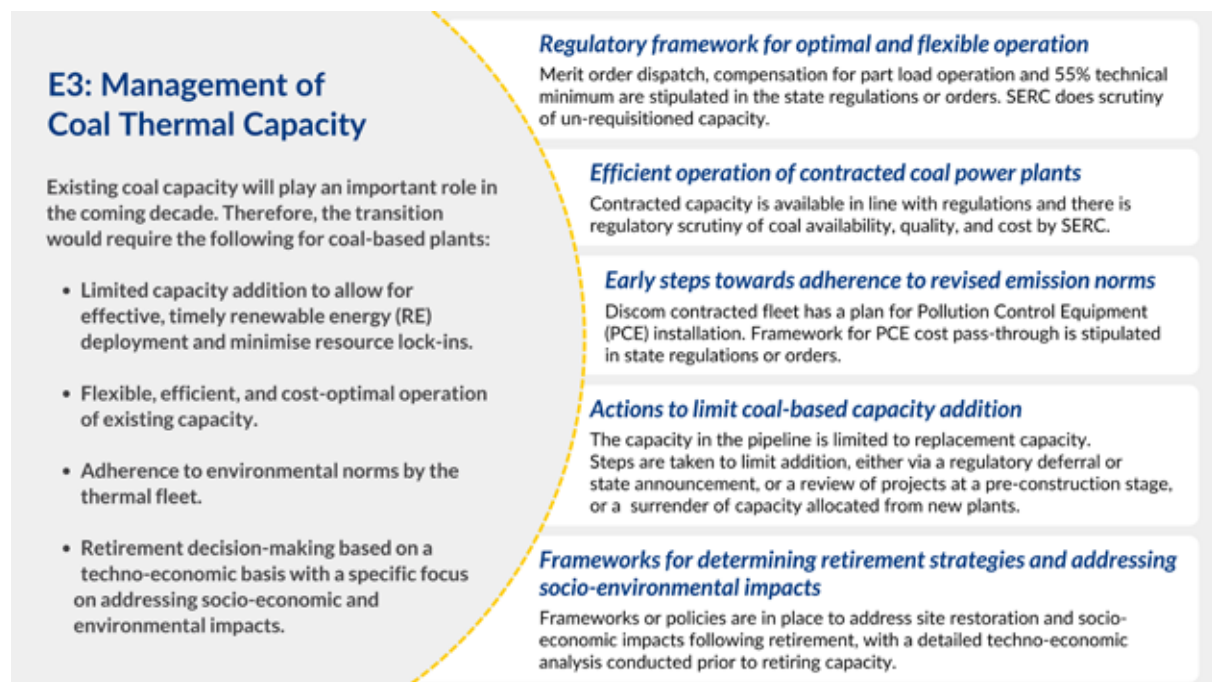 E3: Management of
Coal Thermal Capacity
Existing coal capacity will play an important role in
the coming decade. Therefore, the transition
would require the following for coal-based plants:
• Limited capacity addition to allow for
effective, timely renewable energy (RE)
deployment and minimise resource lock-ins.
• Flexible, efficient, and cost-optimal operation
of existing capacity.
• Adherence to environmental norms by the
thermal fleet.
• Retirement decision-making based on a
techno-economic basis with a specific focus
on addressing socio-economic and
environmental impacts.
Regulatory framework for optimal and flexible operation
Merit order dispatch, compensation for part load operation and 55% technical
minimum are stipulated in the state regulations or orders. SERC does scrutiny
of un-requisitioned capacity.
Efficient operation of contracted coal power plants
Contracted capacity is available in line with regulations and there is
regulatory scrutiny of coal availability, quality, and cost by SERC.
Early steps towards adherence to revised emission norms
Discom contracted fleet has a plan for Pollution Control Equipment
(PCE) installation. Framework for PCE cost pass-through is stipulated
in state regulations or orders.
Actions to limit coal-based capacity addition
The capacity in the pipeline is limited to replacement capacity.
Steps are taken to limit addition, either via a regulatory deferral or
state announcement, or a review of projects at a pre-construction stage,
or a surrender of capacity allocated from new plants.
Frameworks for determining retirement strategies and addressing
socio-environmental impacts
Frameworks or policies are in place to address site restoration and socio-
economic impacts following retirement, with a detailed techno-economic
analysis conducted prior to retiring capacity.